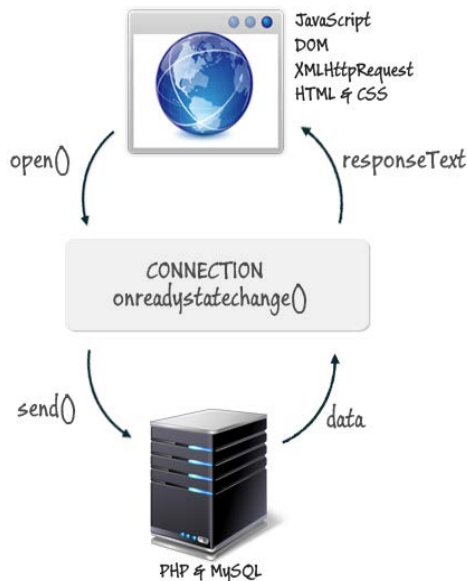 JavaScript
DOM
XMLHttpRequest
HTML & CSS
open()
responseText
CONNECTION
onreadystatechange()
send()
data
PHP & MySQL